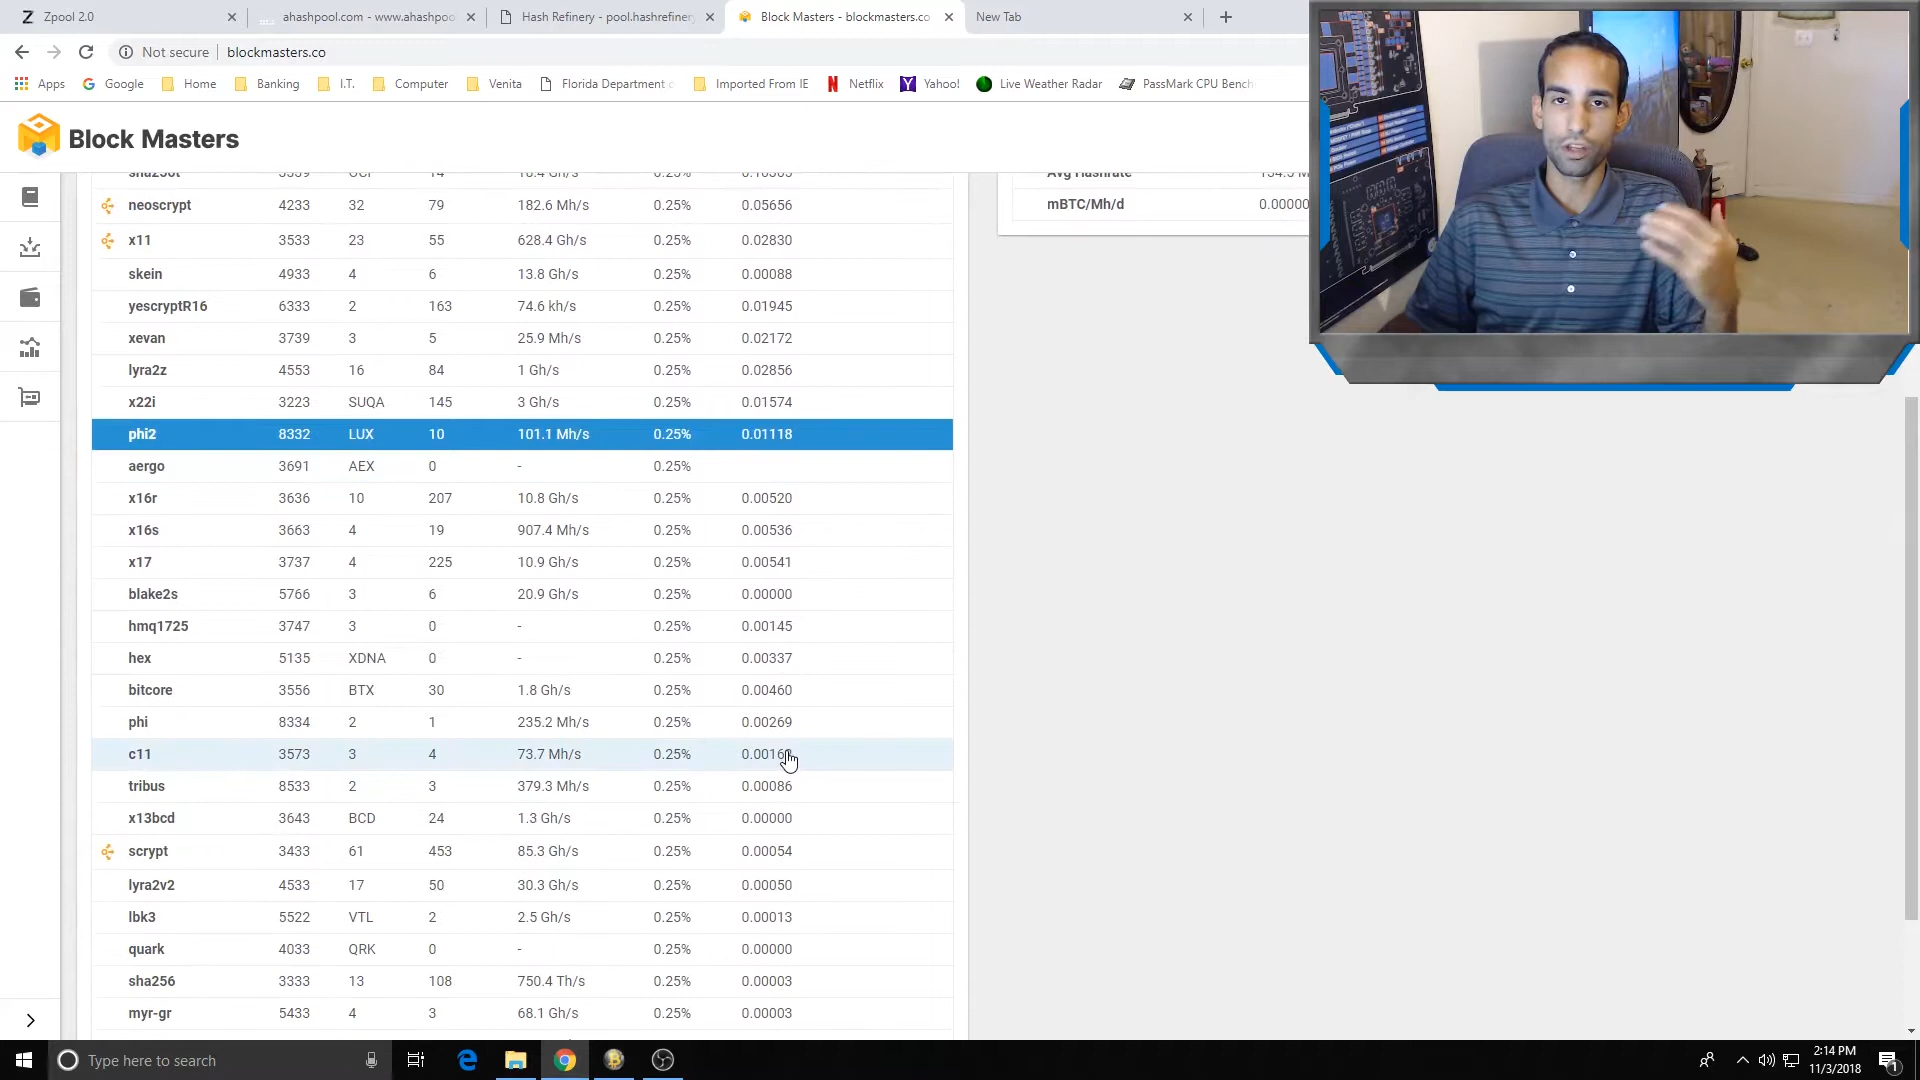 Zpool 2.0
ahashpool.com - www.ahashpoo
Hash Refinery - pool.hashrefiner
Block Masters - blockmasters.co
New Tab
Not secure blockmasters.co
Apps Google Home Banking I.T. Computer Venita Florida Department o Imported From IE Netflix Yahoo! Live Weather Radar PassMark CPU Bench
Block Masters
Avg Hashrate
mBTC/Mh/d 0.0000
neoscrypt 4233 32 79 182.6 Mh/s 0.25% 0.05656
x11 3533 23 55 628.4 Gh/s 0.25% 0.02830
skein 4933 4 6 13.8 Gh/s 0.25% 0.00088
yescryptR16 6333 2 163 74.6 kh/s 0.25% 0.01945
xevan 3739 3 5 25.9 Mh/s 0.25% 0.02172
lyra2z 4553 16 84 1 Gh/s 0.25% 0.02856
x22i 3223 SUQA 145 3 Gh/s 0.25% 0.01574
phi2 8332 LUX 10 101.1 Mh/s 0.25% 0.01118
aergo 3691 AEX 0 - 0.25%
x16r 3636 10 207 10.8 Gh/s 0.25% 0.00520
x16s 3663 4 19 907.4 Mh/s 0.25% 0.00536
x17 3737 4 225 10.9 Gh/s 0.25% 0.00541
blake2s 5766 3 6 20.9 Gh/s 0.25% 0.00000
hmq1725 3747 3 0 - 0.25% 0.00145
hex 5135 XDNA 0 - 0.25% 0.00337
bitcore 3556 BTX 30 1.8 Gh/s 0.25% 0.00460
phi 8334 2 1 235.2 Mh/s 0.25% 0.00269
c11 3573 3 4 73.7 Mh/s 0.25%
tribus 8533 2 3 379.3 Mh/s 0.25% 0.00086
x13bcd 3643 BCD 24 1.3 Gh/s 0.25% 0.00000
scrypt 3433 61 453 85.3 Gh/s 0.25% 0.00054
lyra2v2 4533 17 50 30.3 Gh/s 0.25% 0.00050
lbk3 5522 VTL 2 2.5 Gh/s 0.25% 0.00013
quark 4033 QRK 0 - 0.25% 0.00000
sha256 3333 13 108 750.4 Th/s 0.25% 0.00003
myr-gr 5433 4 3 68.1 Gh/s 0.25% 0.00003
Type here to search
2:14 PM
11/3/2018
1